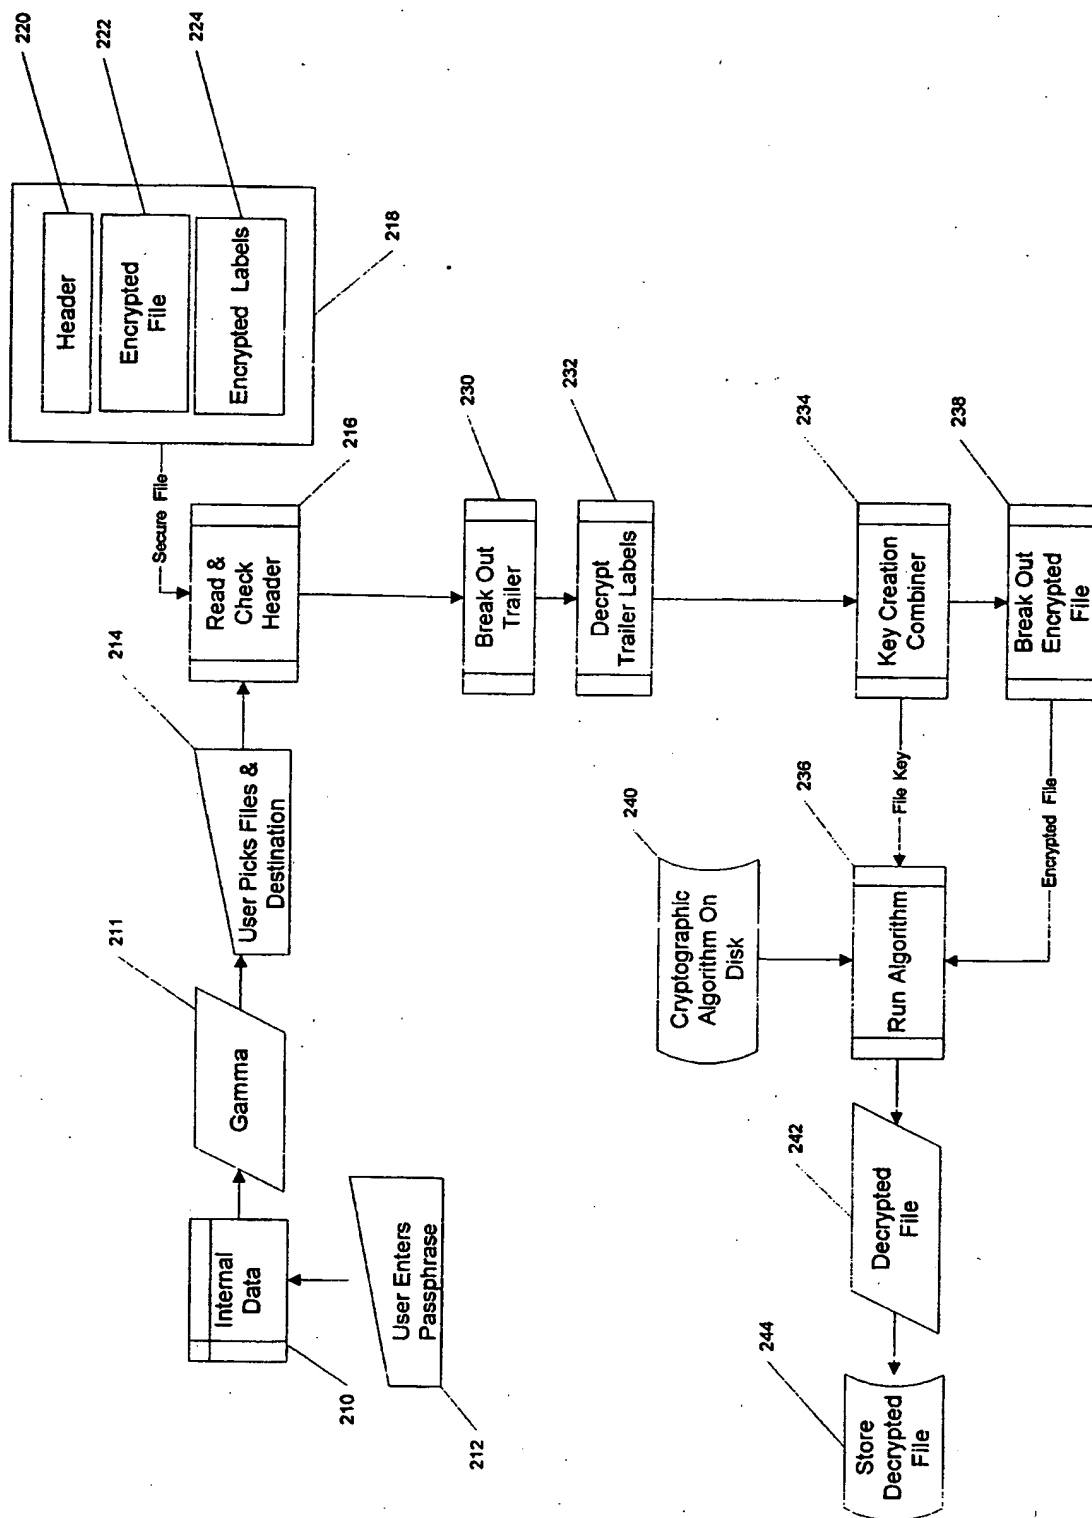 220
222
224
Header
Encrypted
File
Encrypted Labels
218
Secure File
216
Read &
Check
Header
214
User Picks Files &
Destination
211
Gamma
Internal
Data
210
User Enters
Passphrase
212
230
Break Out
Trailer
232
Decrypt
Trailer Labels
234
Key Creation
Combiner
238
Break Out
Encrypted
File
File Key
Encrypted File
240
Cryptographic
Algorithm On
Disk
236
Run Algorithm
242
Decrypted
File
244
Store
Decrypted
File